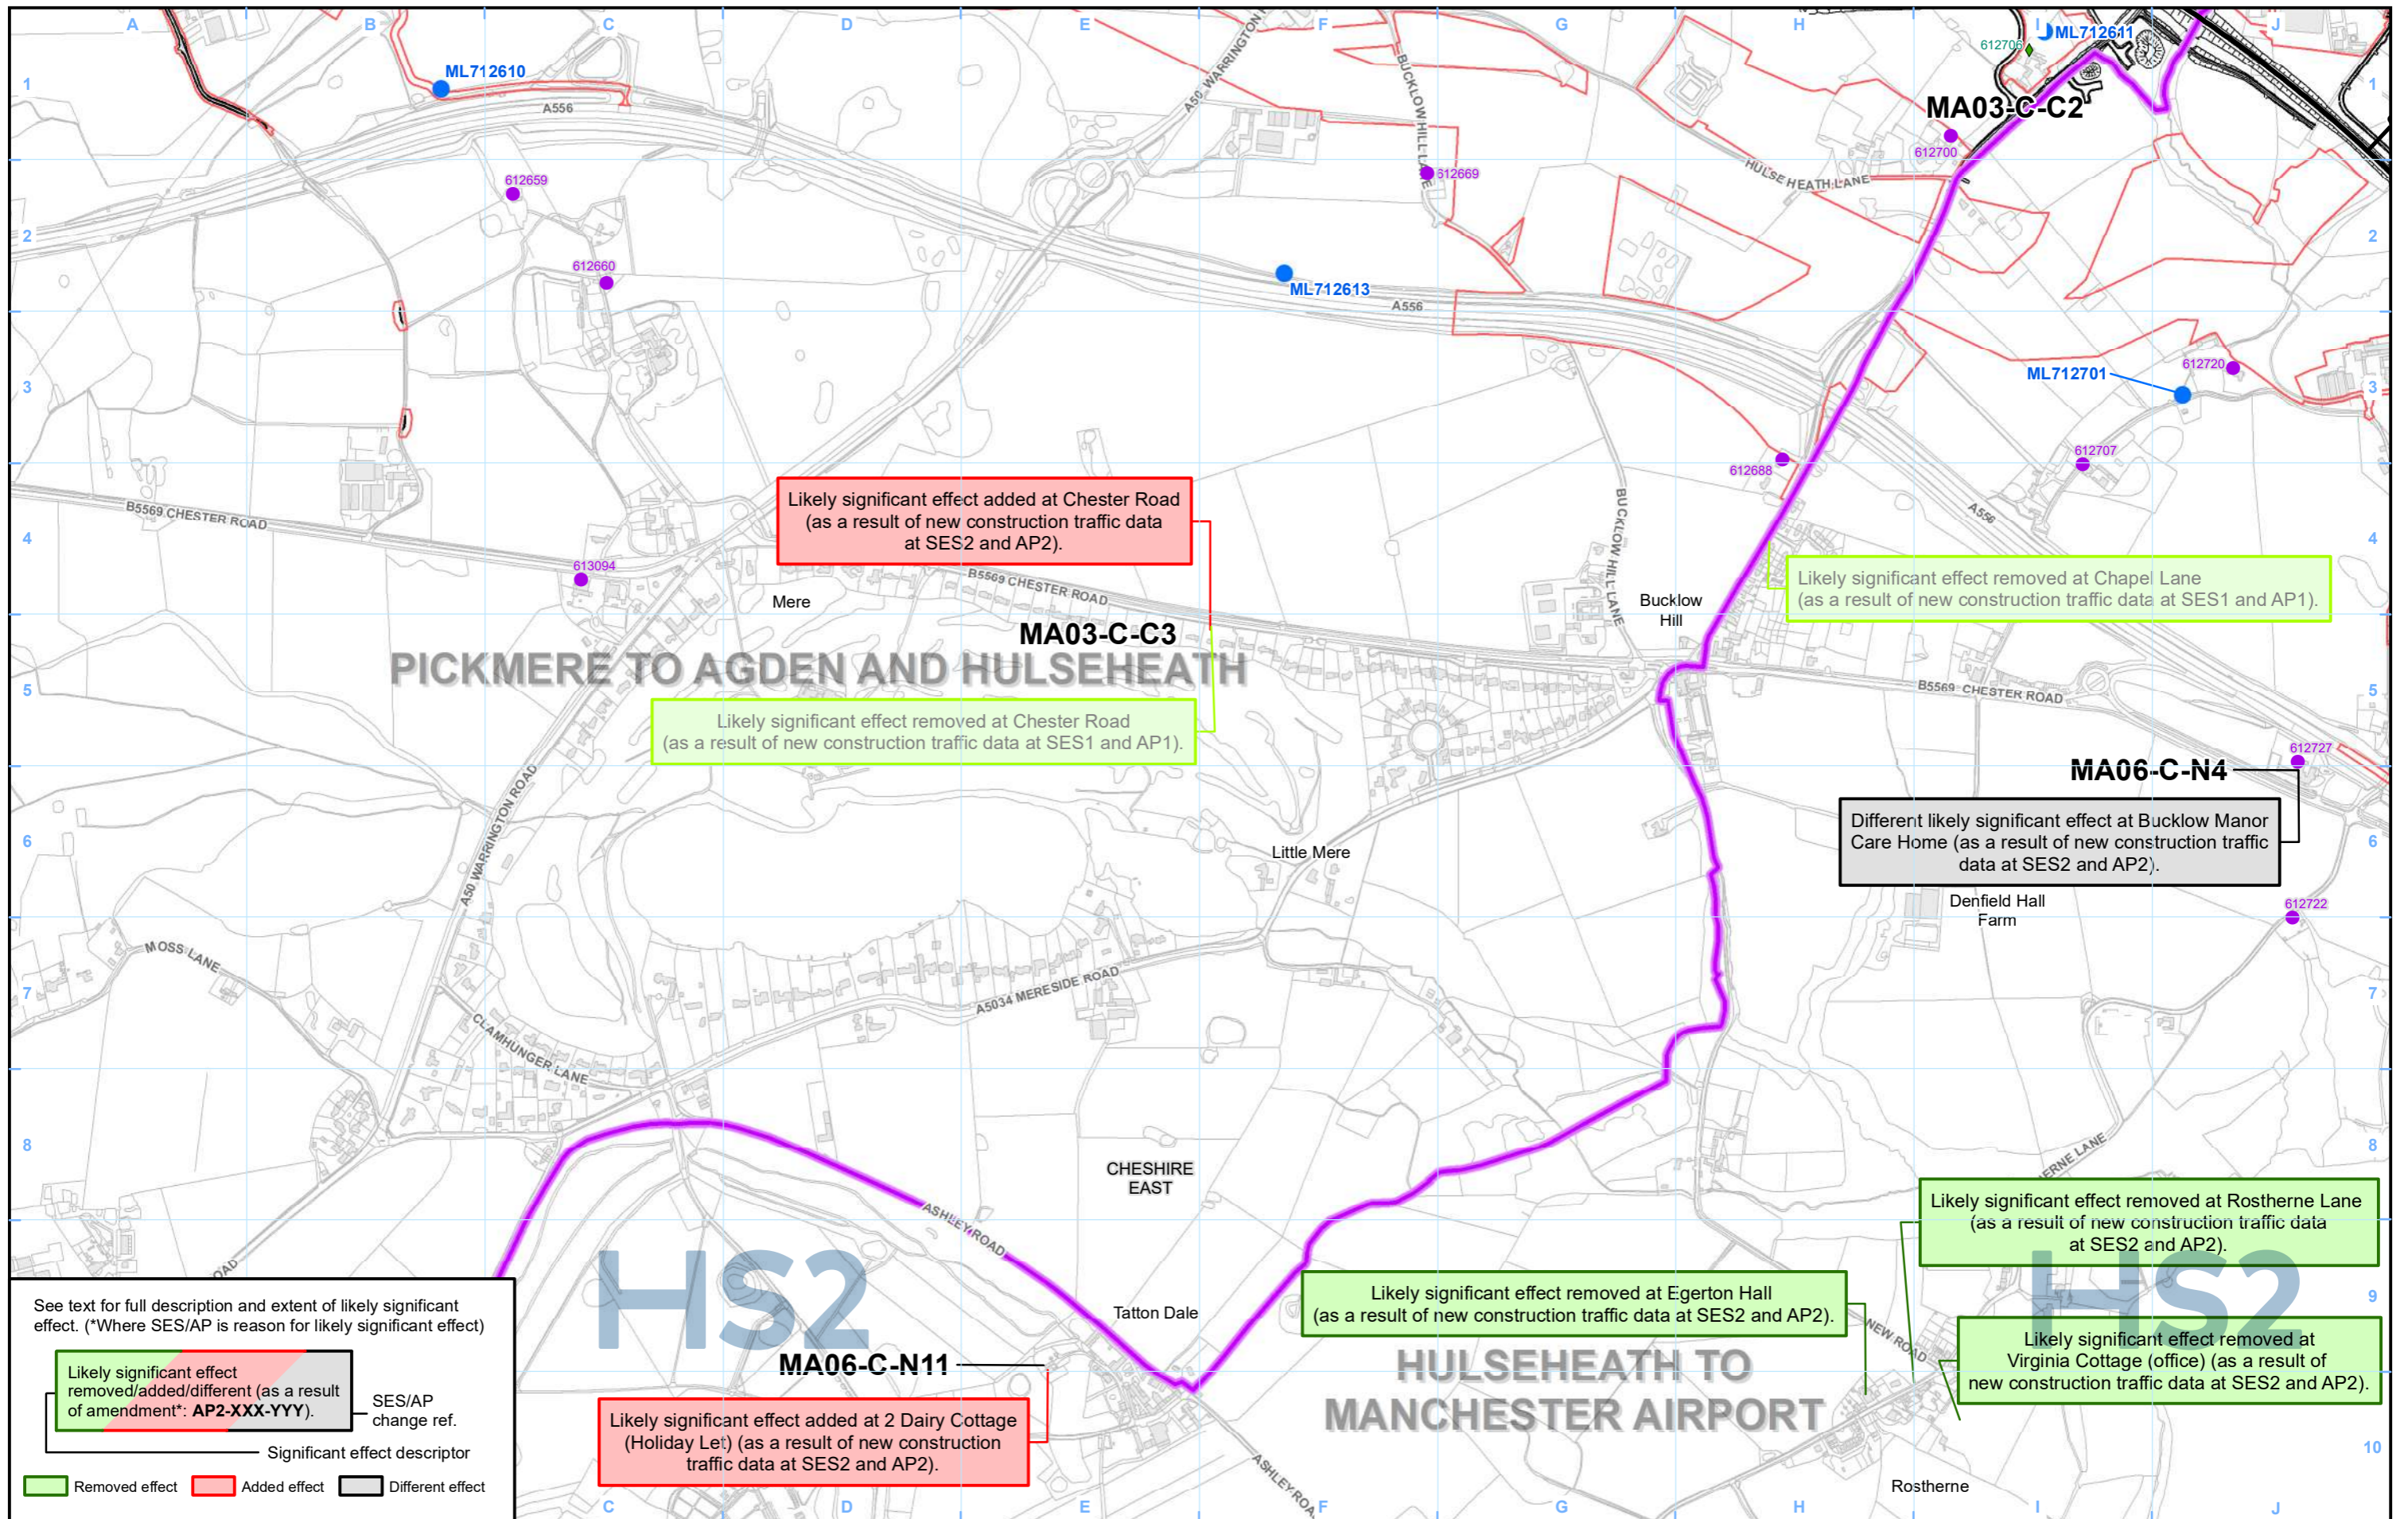 A B C D E F G H I J
1
2
3
4
5
6
7
8
1
2
3
4
5
6
7
8
9
10
C D E F G H I J
ML712610
A556
A50 WARRINGTON
BUCKLOW HILL LANE
612706
ML712611
MA03-C-C2
612700
HULSE HEATH LANE
612659
612669
612660
ML712613
A556
612720
ML712701
612707
612688
A556
B5569 CHESTER ROAD
Likely significant effect added at Chester Road
(as a result of new construction traffic data
at SES2 and AP2).
BUCKLOW HILL LANE
613094
Mere
B5569 CHESTER ROAD
Bucklow
Hill
Likely significant effect removed at Chapel Lane
(as a result of new construction traffic data at SES1 and AP1).
MA03-C-C3
PICKMERE TO AGDEN AND HULSEHEATH
B5569 CHESTER ROAD
Likely significant effect removed at Chester Road
(as a result of new construction traffic data at SES1 and AP1).
612727
MA06-C-N4
A50 WARRINGTON ROAD
Different likely significant effect at Bucklow Manor
Care Home (as a result of new construction traffic
data at SES2 and AP2).
Little Mere
Denfield Hall
Farm
612722
MOSS LANE
A5034 MERESIDE ROAD
CLAMHUNGER LANE
CHESHIRE
EAST
ERNE LANE
ASHLEY ROAD
Likely significant effect removed at Rostherne Lane
(as a result of new construction traffic data
at SES2 and AP2).
OAD
HS2
HS2
Likely significant effect removed at Egerton Hall
(as a result of new construction traffic data at SES2 and AP2).
Tatton Dale
NEW ROAD
Likely significant effect removed at
Virginia Cottage (office) (as a result of
new construction traffic data at SES2 and AP2).
MA06-C-N11
HULSEHEATH TO
MANCHESTER AIRPORT
Likely significant effect added at 2 Dairy Cottage
(Holiday Let) (as a result of new construction
traffic data at SES2 and AP2).
ASHLEY ROA
Rostherne
See text for full description and extent of likely significant
effect. (*Where SES/AP is reason for likely significant effect)
Likely significant effect
removed/added/different (as a result
of amendment*: AP2-XXX-YYY).
SES/AP
change ref.
Significant effect descriptor
Removed effect
Added effect
Different effect